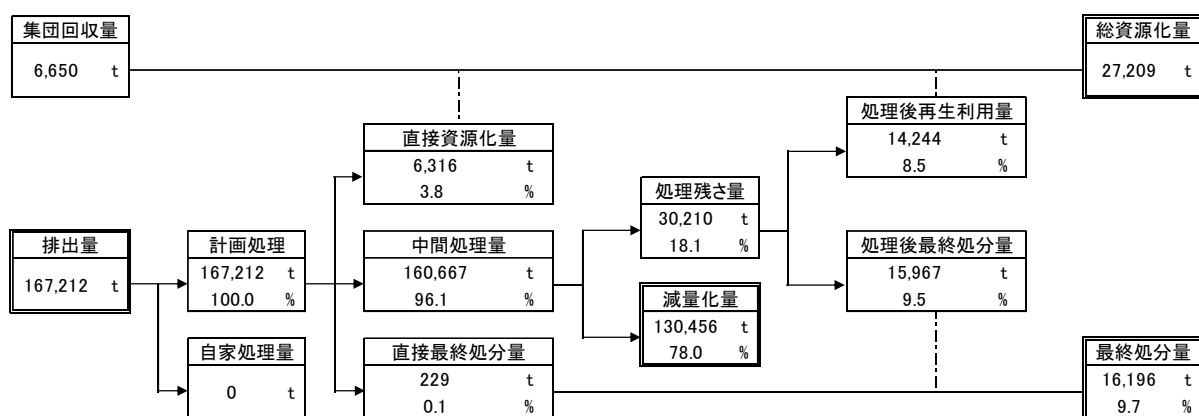 集団回収量
6,650 t
総資源化量
27,209 t
直接資源化量
6,316 t
3.8 %
処理後再生利用量
14,244 t
8.5 %
処理残さ量
30,210 t
18.1 %
排出量
167,212 t
計画処理
167,212 t
100.0 %
中間処理量
160,667 t
96.1 %
処理後最終処分量
15,967 t
9.5 %
減量化量
130,456 t
78.0 %
自家処理量
0 t
直接最終処分量
229 t
0.1 %
最終処分量
16,196 t
9.7 %